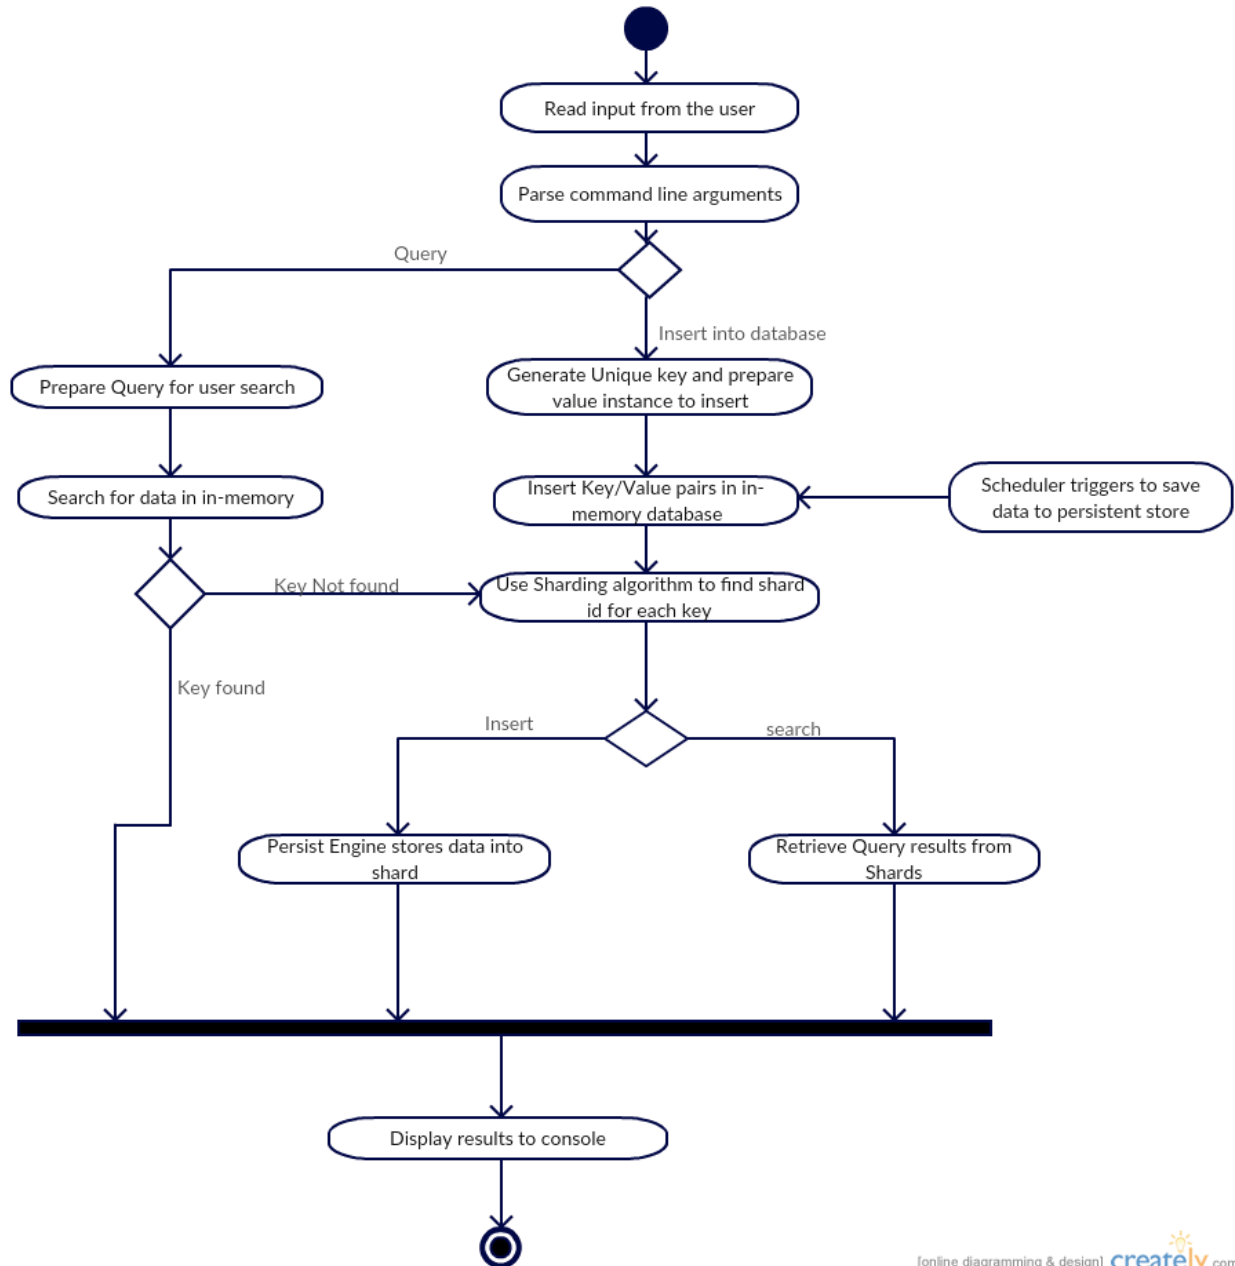 Read input from the user
Parse command line arguments
Query
Insert into database
Prepare Query for user search
Generate Unique key and prepare
value instance to insert
Search for data in in-memory
Insert Key/Value pairs in in-
memory database
Scheduler triggers to save
data to persistent store
Key Not found
Use Sharding algorithm to find shard
id for each key
Key found
Insert
search
Persist Engine stores data into
shard
Retrieve Query results from
Shards
Display results to console
[online diagramming & design] creately.com